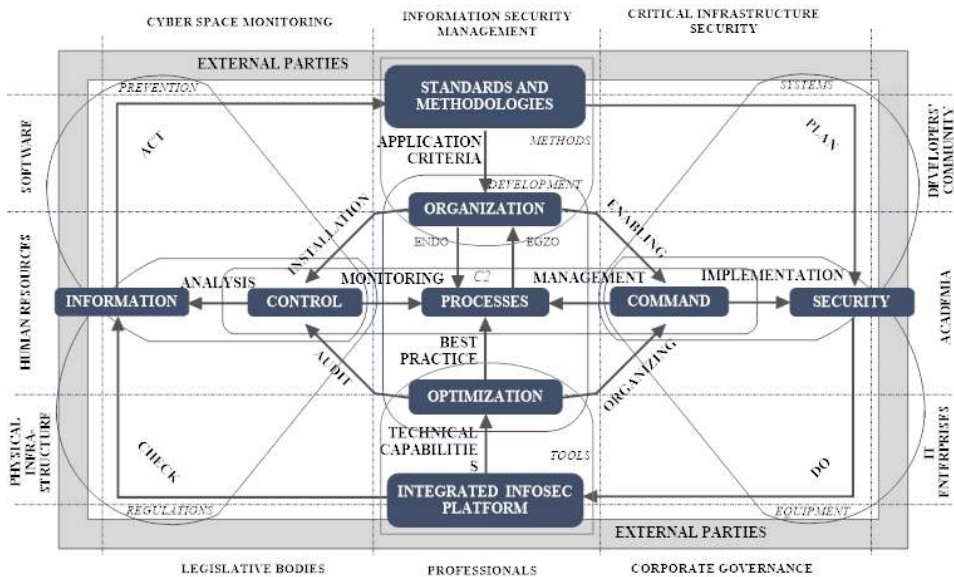 CYBER SPACE MONITORING
INFORMATION SECURITY
MANAGEMENT
CRITICAL INFRASTRUCTURE
SECURITY
EXTERNAL PARTIES
PREVENTION
STANDARDS AND
METHODOLOGIES
SYSTEMS
SOFTWARE
ACT
APPLICATION
CRITERIA
METHODS
PLAN
DEVELOPERS'
COMMUNITY
DEVELOPMENT
ORGANIZATION
INSTALLATION
ENDO
EGZO
ENABLING
HUMAN RESOURCES
ANALYSIS
MONITORING
C2
MANAGEMENT
IMPLEMENTATION
INFORMATION
CONTROL
PROCESSES
COMMAND
SECURITY
ACADEMIA
AUDIT
BEST
PRACTICE
ORGANIZING
OPTIMIZATION
PHYSICAL
INFRA-
STRUCTURE
CHECK
TECHNICAL
CAPABILITIE
S
TOOLS
DO
IT
ENTERPRISES
INTEGRATED INFOSEC
PLATFORM
REGULATIONS
EQUIPMENT
EXTERNAL PARTIES
LEGISLATIVE BODIES
PROFESSIONALS
CORPORATE GOVERNANCE